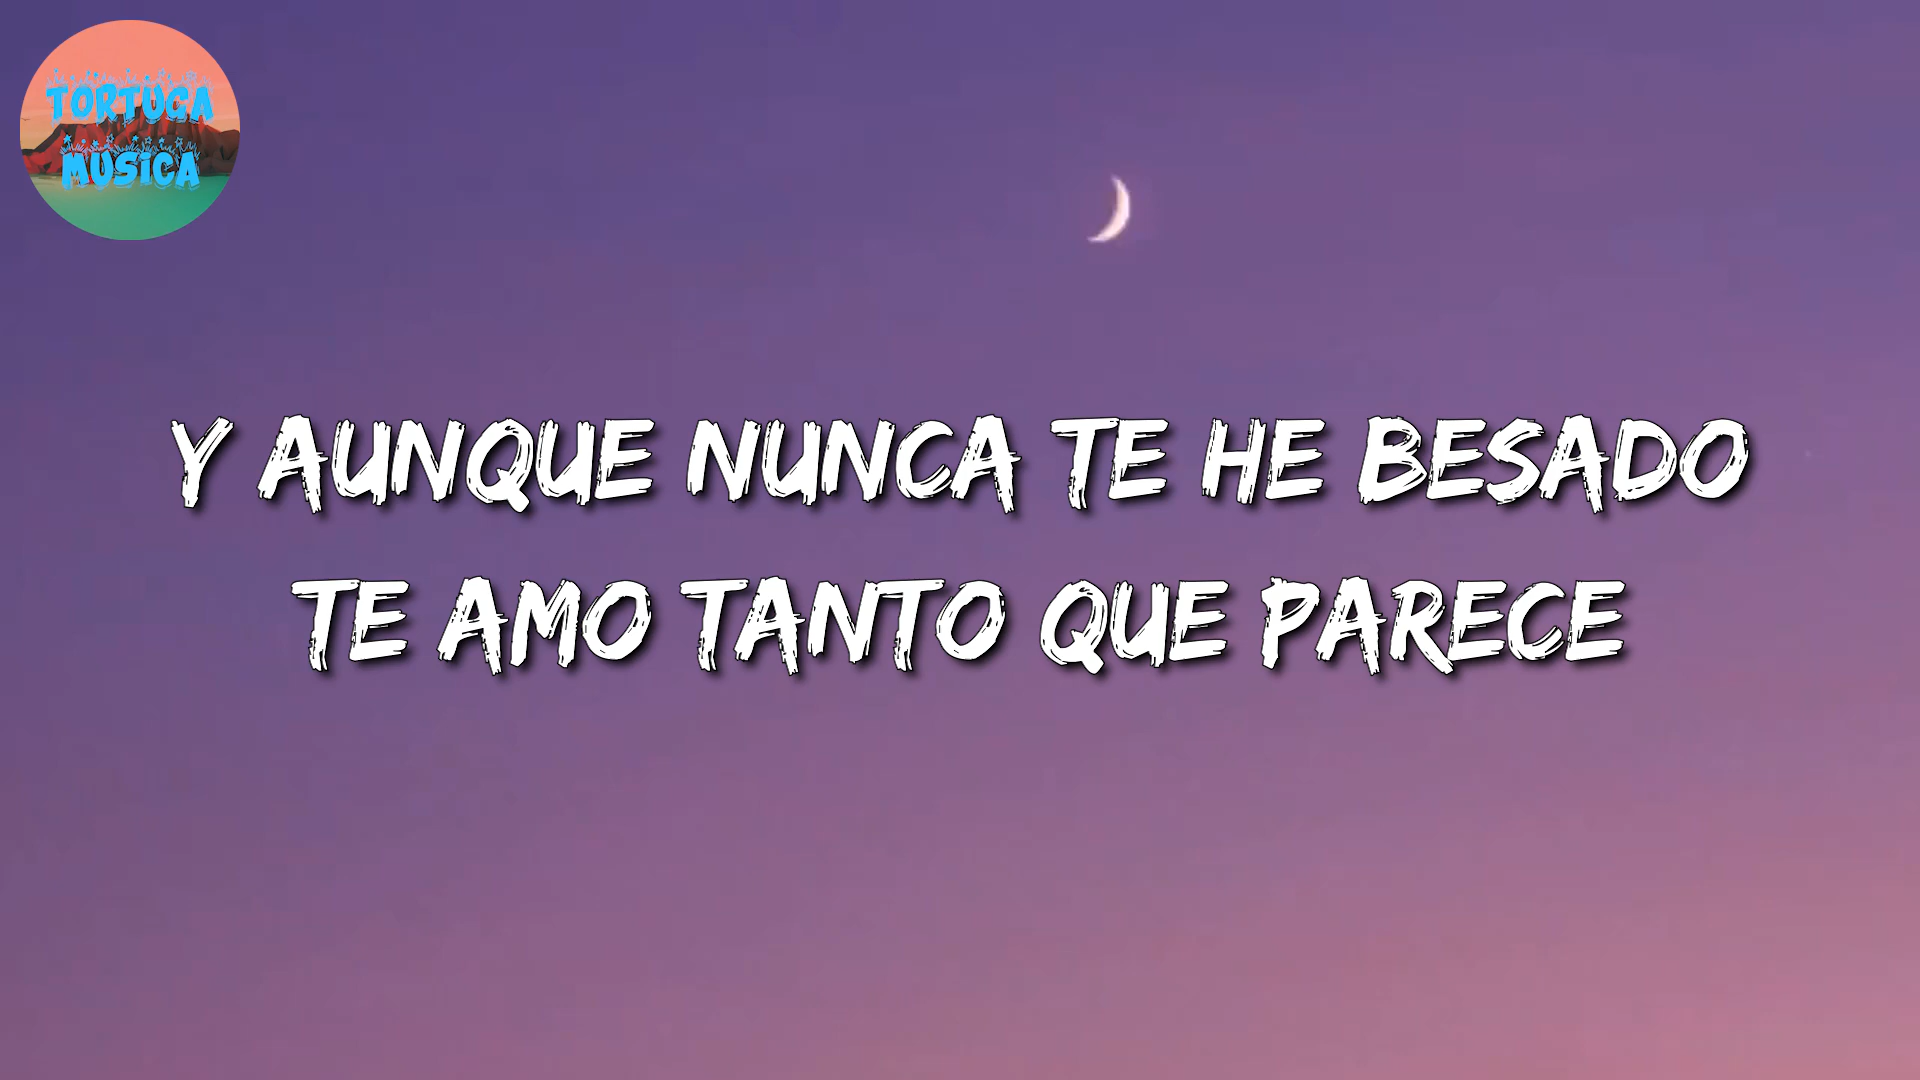 TORTUGA
MUSICA
Y AUNQUE NUNCA TE HE BESADO
TE AMO TANTO QUE PARECE